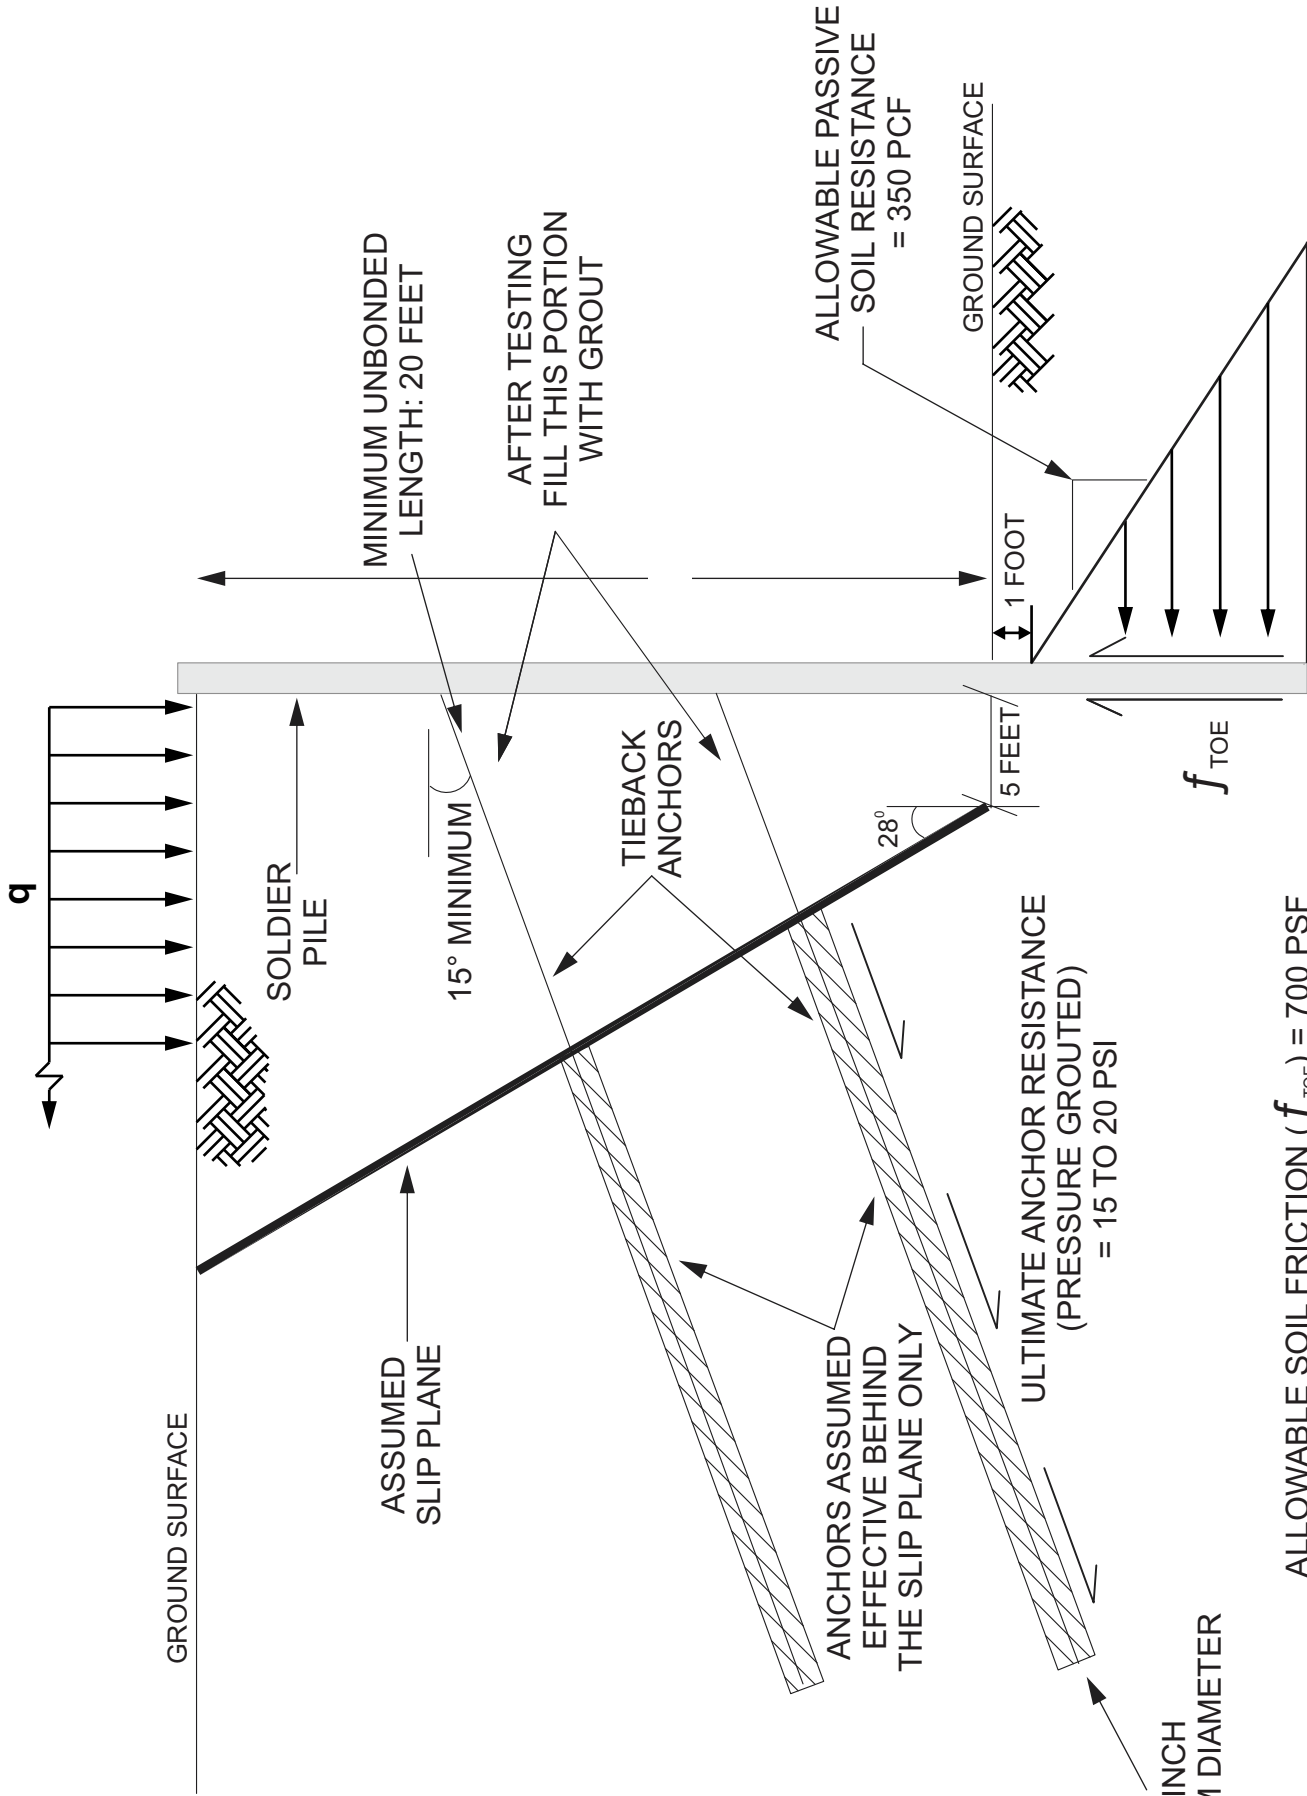 q
GROUND SURFACE
ASSUMED
SLIP PLANE
SOLDIER
PILE
15° MINIMUM
MINIMUM UNBONDED
LENGTH: 20 FEET
AFTER TESTING
FILL THIS PORTION
WITH GROUT
TIEBACK
ANCHORS
ALLOWABLE PASSIVE
SOIL RESISTANCE
= 350 PCF
GROUND SURFACE
1 FOOT
5 FEET
28⁰
f TOE
ANCHORS ASSUMED
EFFECTIVE BEHIND
THE SLIP PLANE ONLY
ULTIMATE ANCHOR RESISTANCE
(PRESSURE GROUTED)
= 15 TO 20 PSI
INCH
DIAMETER
ALLOWABLE SOIL FRICTION (f TOE) = 700 PSF